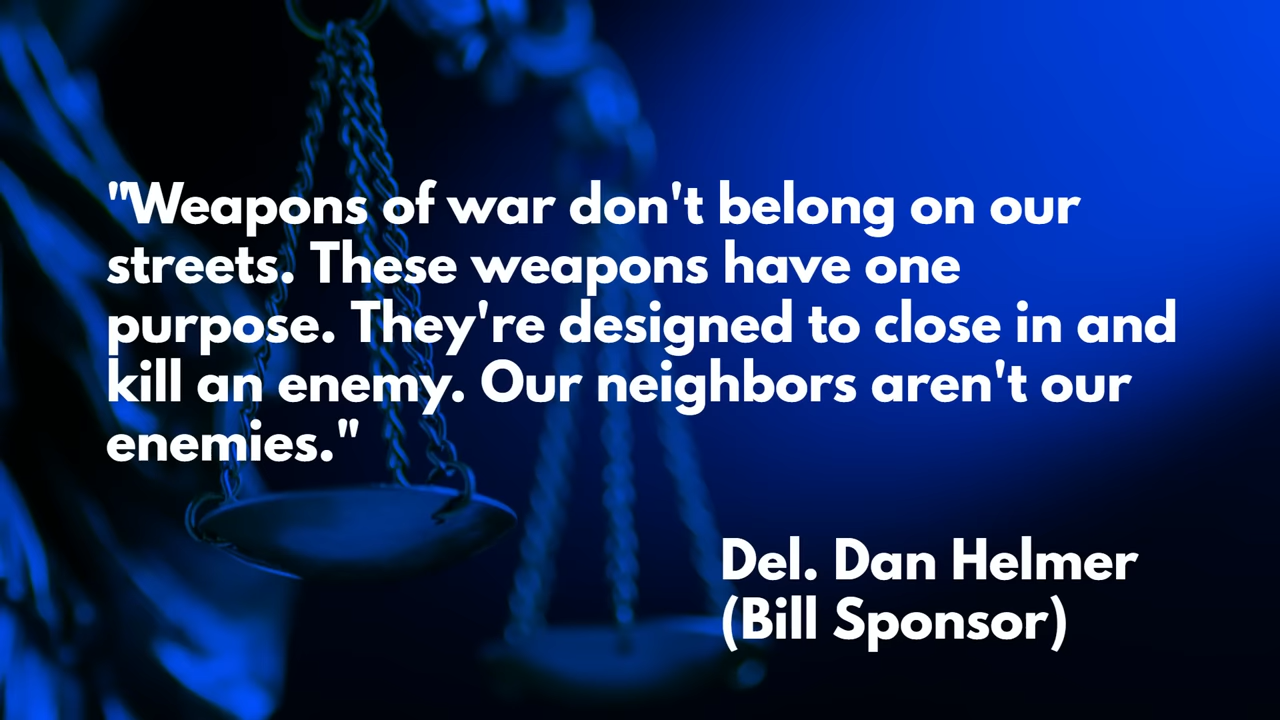 "Weapons of war don't belong on our
streets. These weapons have one
purpose. They're designed to close in and
kill an enemy. Our neighbors aren't our
enemies."
Del. Dan Helmer
(Bill Sponsor)